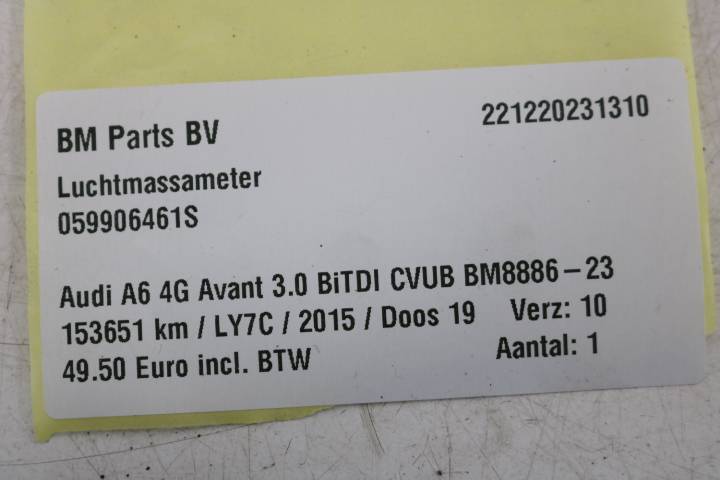 BM Parts BV 221220231310
Luchtmassameter
059906461S
Audi A6 4G Avant 3.0 BiTDI CVUB BM8886-23
153651 km / LY7C / 2015 / Doos 19 Verz: 10
49.50 Euro incl. BTW Aantal: 1